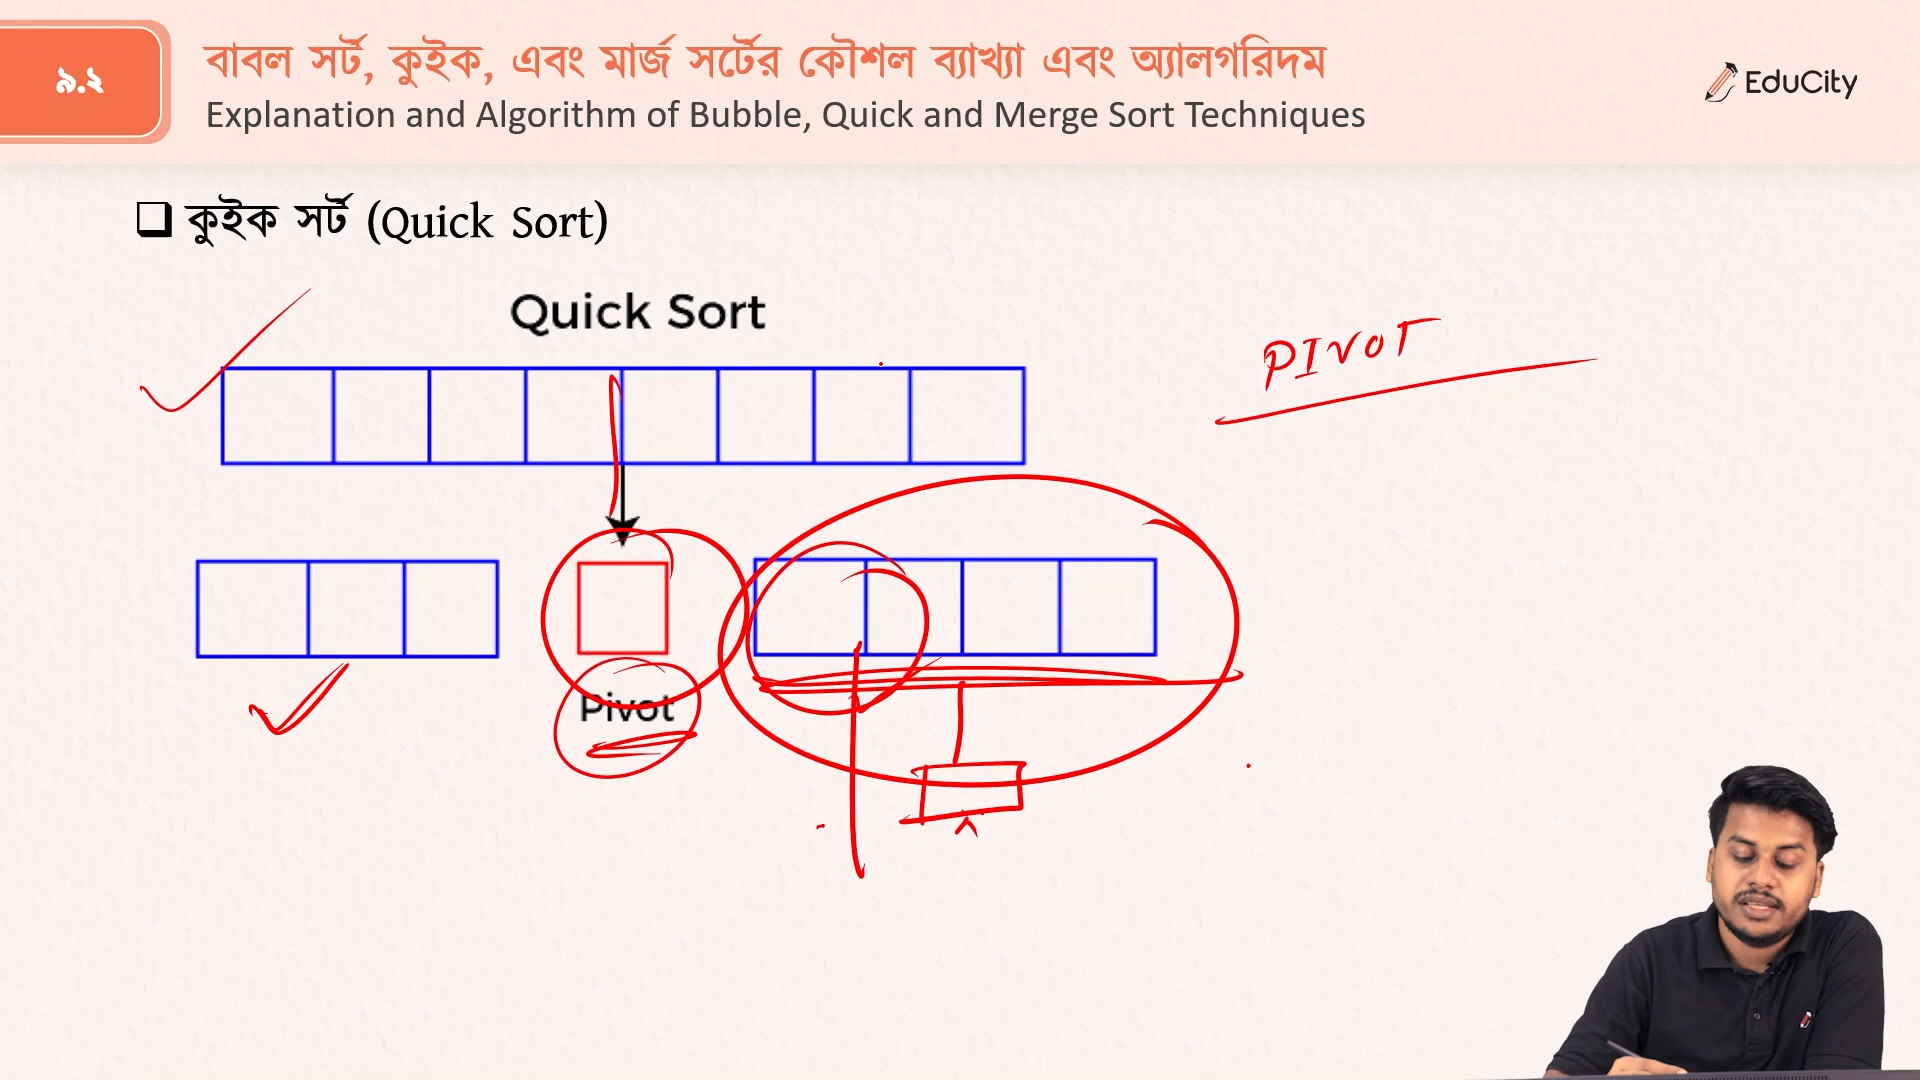 ৯.২
বাবল সর্ট, কুইক, এবং মার্জ সর্টের কৌশল ব্যাখ্যা এবং অ্যালগরিদম
Explanation and Algorithm of Bubble, Quick and Merge Sort Techniques
EduCity
কুইক সর্ট (Quick Sort)
Quick Sort
PIVOT
Pivot